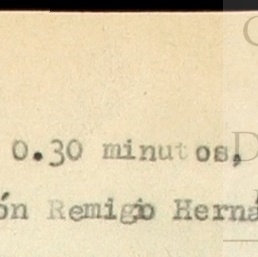 0.30 minutos,
ón Remigio Herná